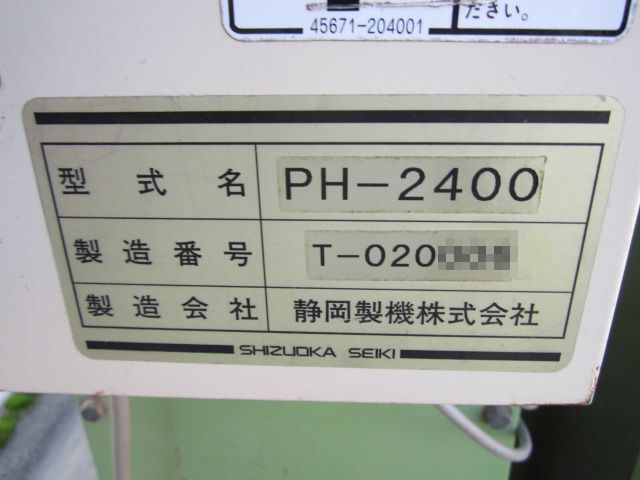 ださい。
45671-204001
型式名 PH-2400
製造番号 T-020
製造会社 静岡製機株式会社
SHIZUOKA SEIKI